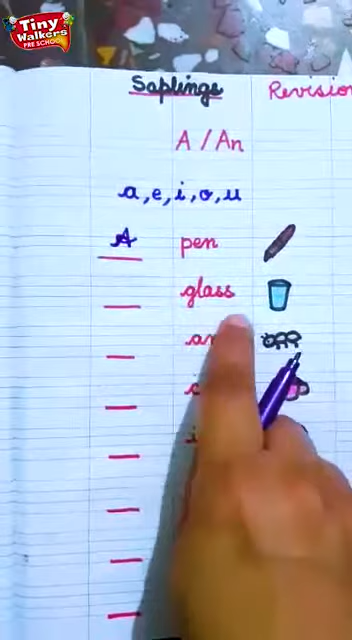 Tiny
Walkers
PRE SCHOOL
Saplings Revision
A / An
a, e, i, o, u
A pen
glass